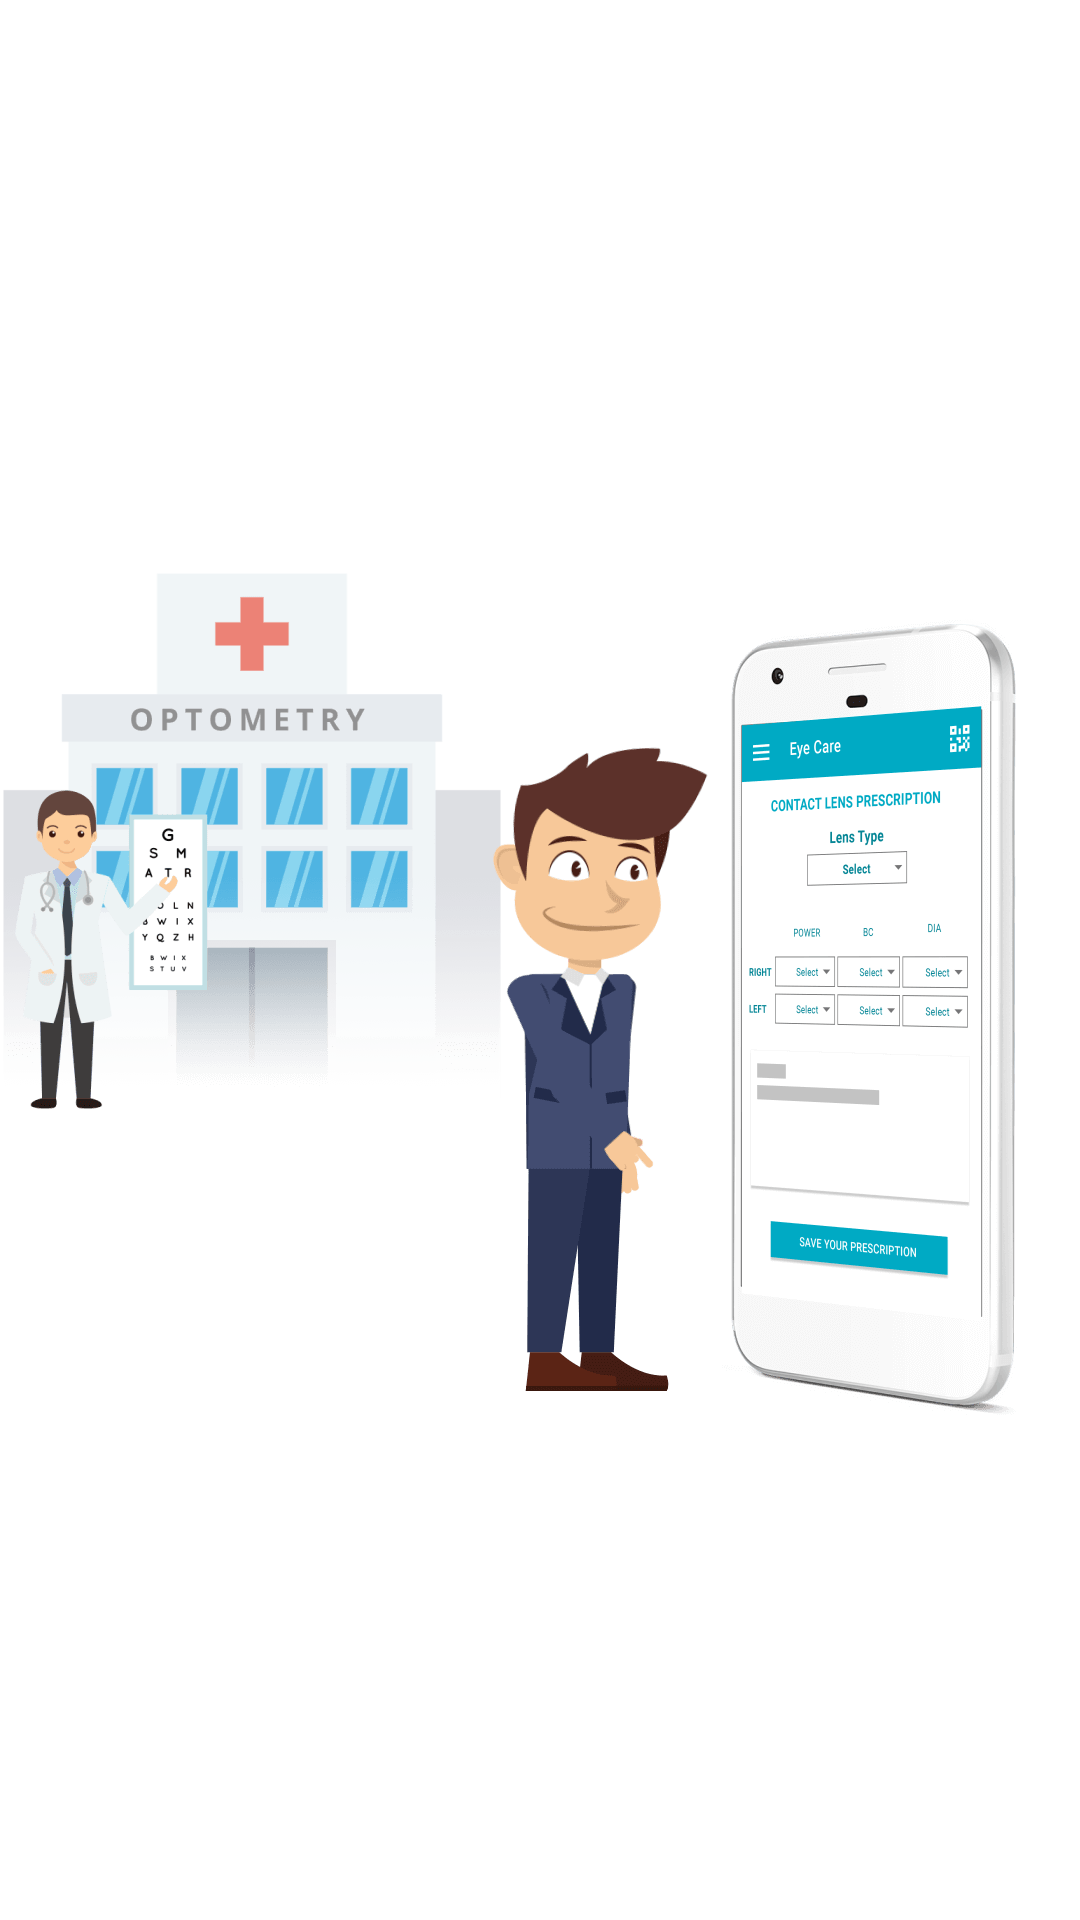 OPTOMETRY
G
S M
A T R
O L N
B W I X
Y Q Z H
B W I X
S T U V
Eye Care
CONTACT LENS PRESCRIPTION
Lens Type
Select
POWER BC DIA
RIGHT Select Select Select
LEFT Select Select Select
SAVE YOUR PRESCRIPTION